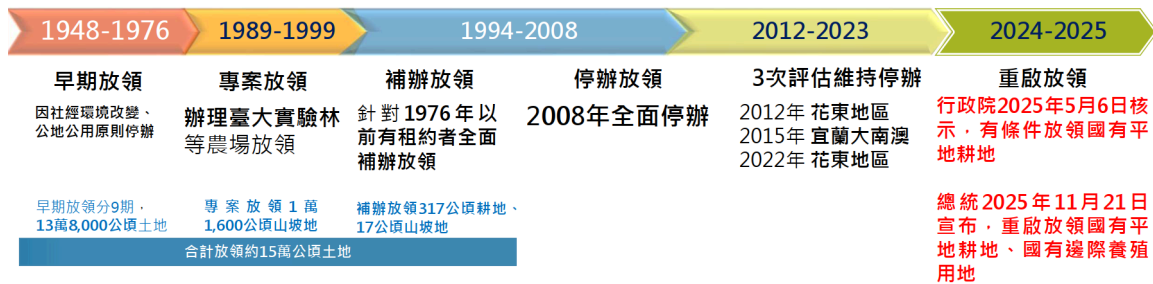 1948-1976
1989-1999
1994-2008
2012-2023
2024-2025
早期放領
因社經環境改變、
公地公用原則停辦
早期放領分9期，
13萬8,000公頃土地
專案放領
辦理臺大實驗林
等農場放領
專案放領1萬
1,600公頃山坡地
補辦放領
針對1976年以
前有租約者全面
補辦放領
補辦放領317公頃耕地、
17公頃山坡地
合計放領約15萬公頃土地
停辦放領
2008年全面停辦
3次評估維持停辦
2012年 花東地區
2015年 宜蘭大南澳
2022年 花東地區
重啟放領
行政院2025年5月6日核
示，有條件放領國有平
地耕地
總統2025年11月21日
宣布，重啟放領國有平
地耕地、國有邊際養殖
用地